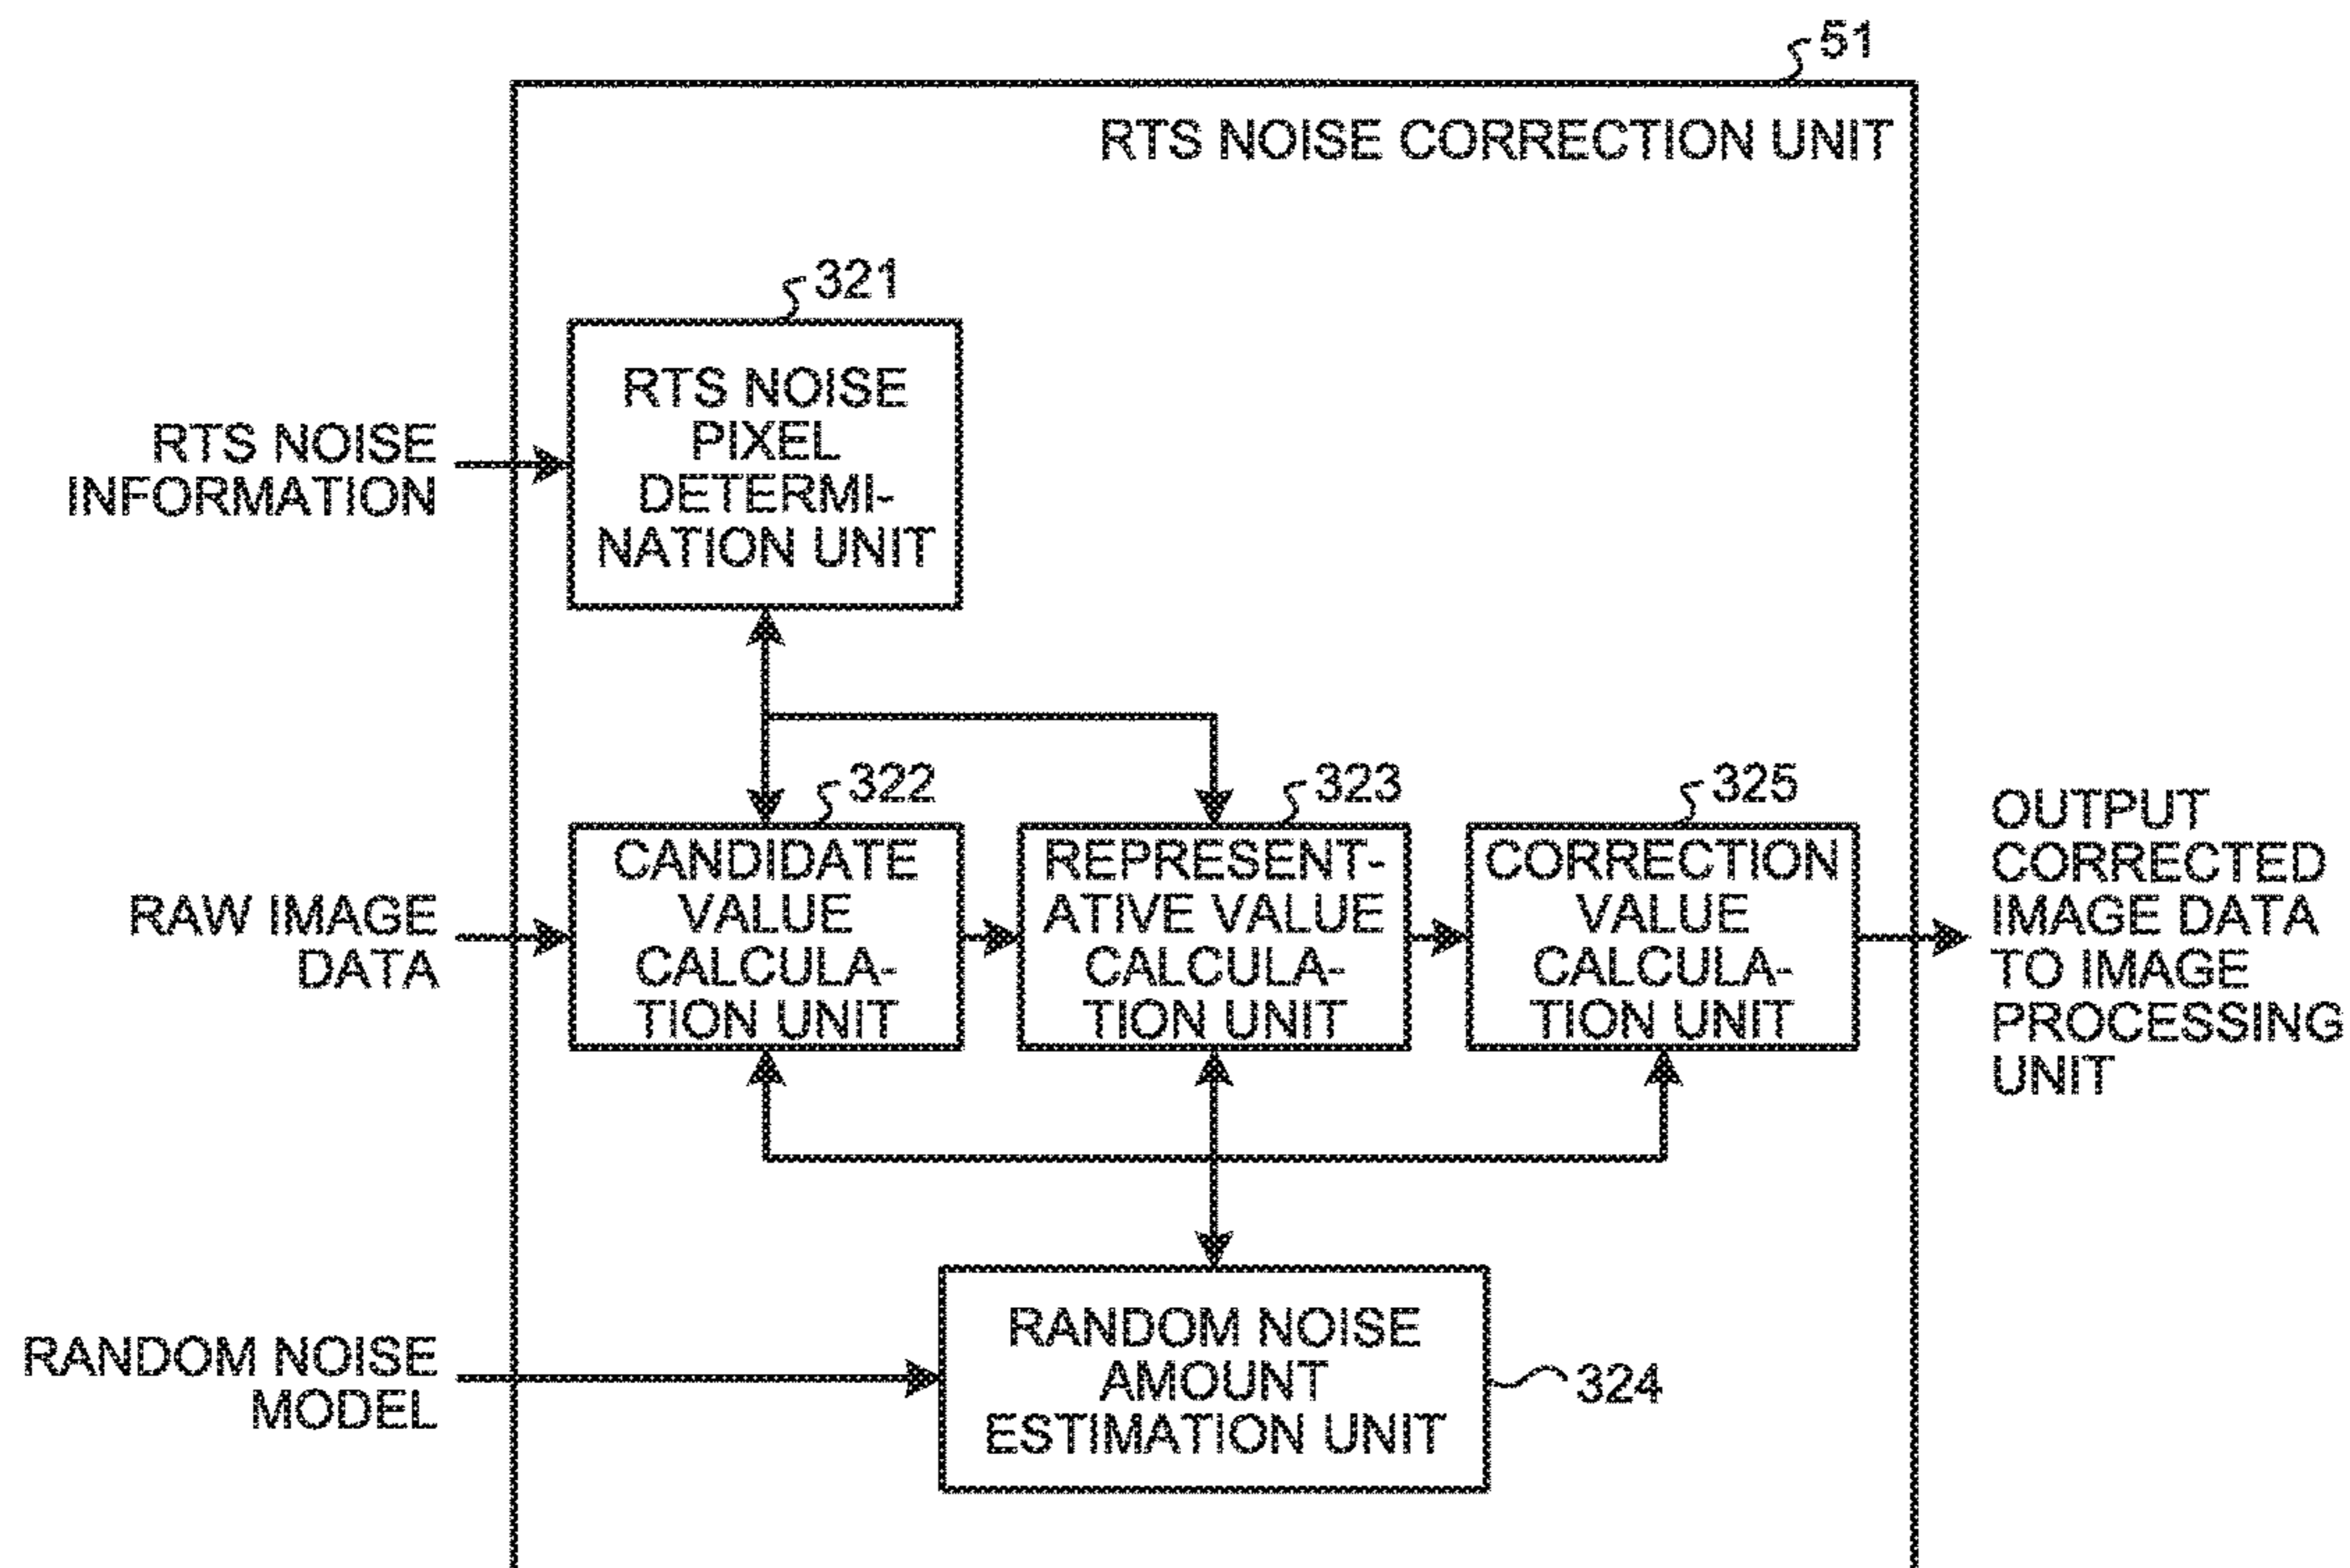 51
RTS NOISE CORRECTION UNIT
321
RTS NOISE
PIXEL
DETERMI-
NATION UNIT
RTS NOISE
INFORMATION
322
323
325
CANDIDATE
VALUE
CALCULA-
TION UNIT
REPRESENT-
ATIVE VALUE
CALCULA-
TION UNIT
CORRECTION
VALUE
CALCULA-
TION UNIT
RAW IMAGE
DATA
OUTPUT
CORRECTED
IMAGE DATA
TO IMAGE
PROCESSING
UNIT
RANDOM NOISE
MODEL
RANDOM NOISE
AMOUNT
ESTIMATION UNIT
324